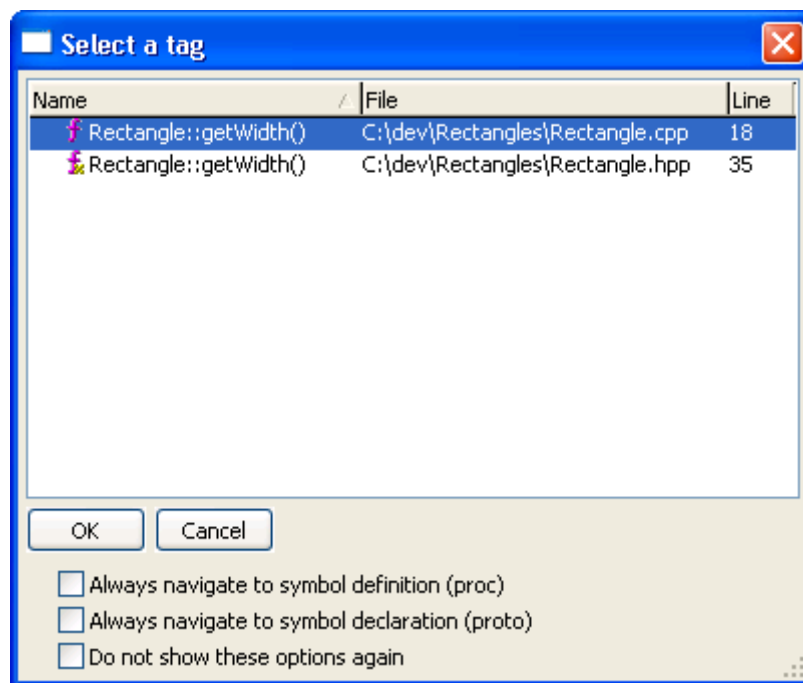 Select a tag
Name File Line
Rectangle::getWidth() C:\dev\Rectangles\Rectangle.cpp 18
Rectangle::getWidth() C:\dev\Rectangles\Rectangle.hpp 35
OK Cancel
Always navigate to symbol definition (proc)
Always navigate to symbol declaration (proto)
Do not show these options again